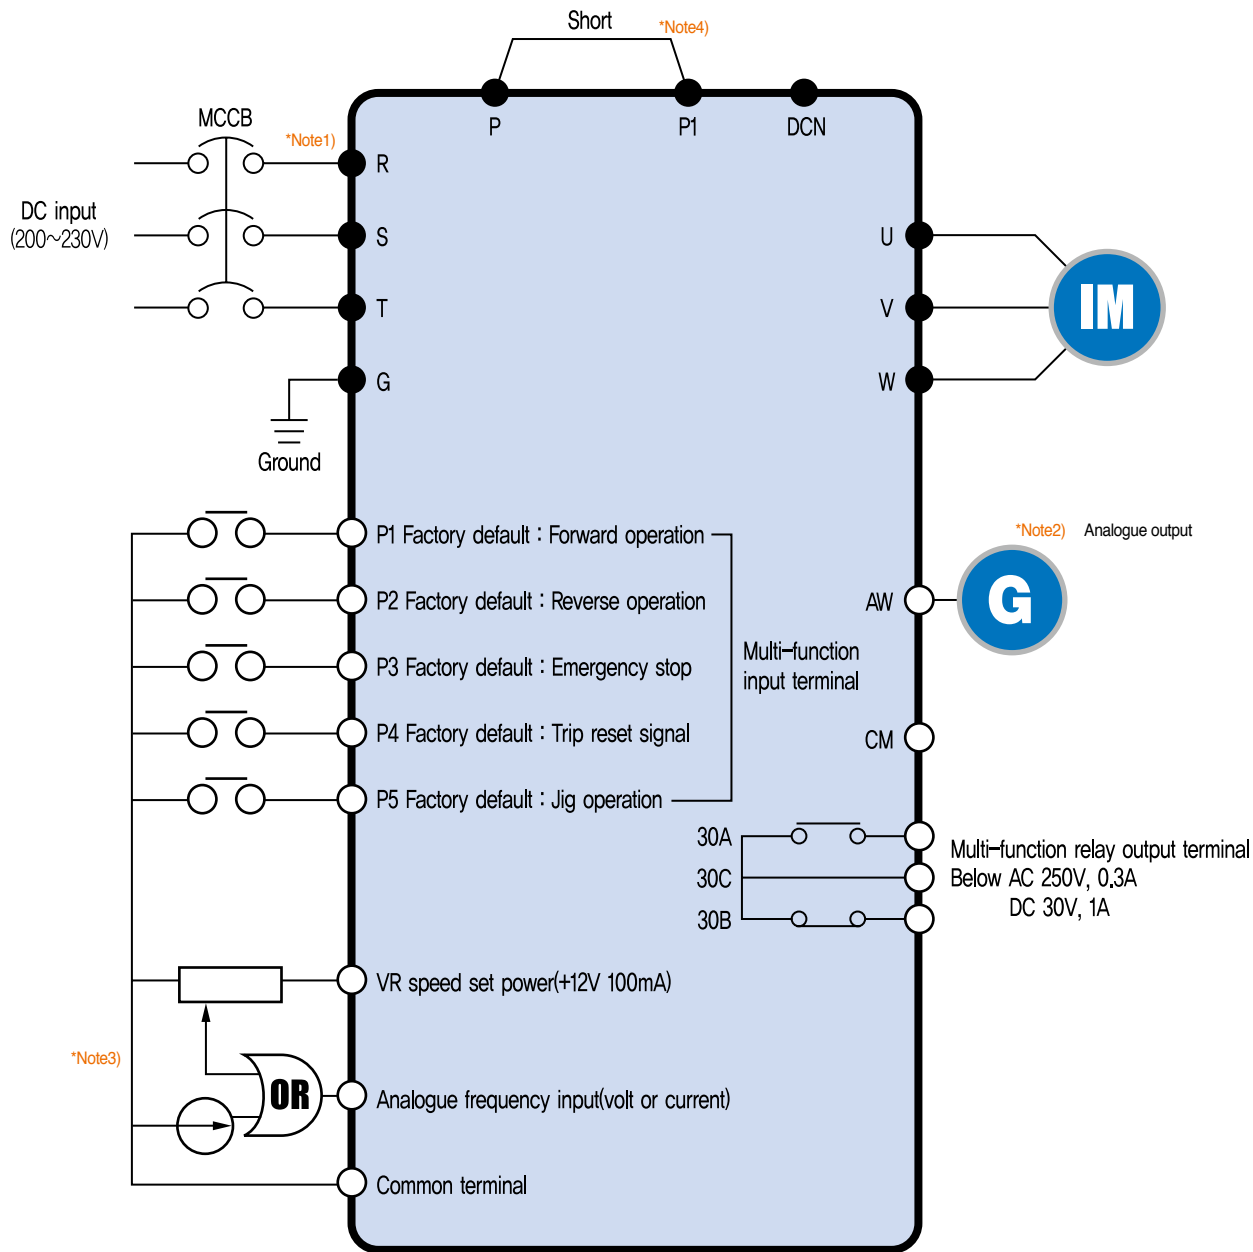 Short
*Note4)
P
P1
DCN
MCCB
*Note1)
R
DC input
(200~230V)
S
T
G
Ground
U
V
W
IM
*Note2) Analogue output
G
AW
CM
P1 Factory default : Forward operation
P2 Factory default : Reverse operation
P3 Factory default : Emergency stop
P4 Factory default : Trip reset signal
P5 Factory default : Jig operation
Multi-function
input terminal
30A
30C
30B
Multi-function relay output terminal
Below AC 250V, 0.3A
DC 30V, 1A
VR speed set power(+12V 100mA)
*Note3)
OR
Analogue frequency input(volt or current)
Common terminal